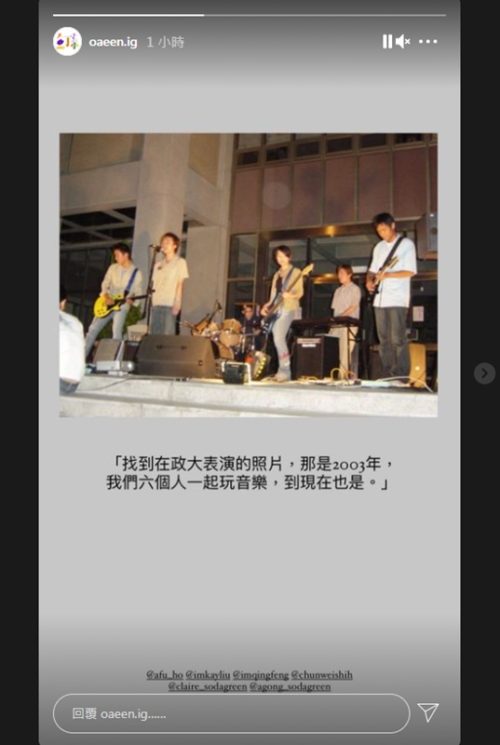 oaeen.ig 1 小時
「找到在政大表演的照片，那是2003年，
我們六個人一起玩音樂，到現在也是。」
@afu_ho @imkayliu @imqingfeng @chunweishih
@claire_sodagreen @agong_sodagreen
回覆 oaeen.ig......